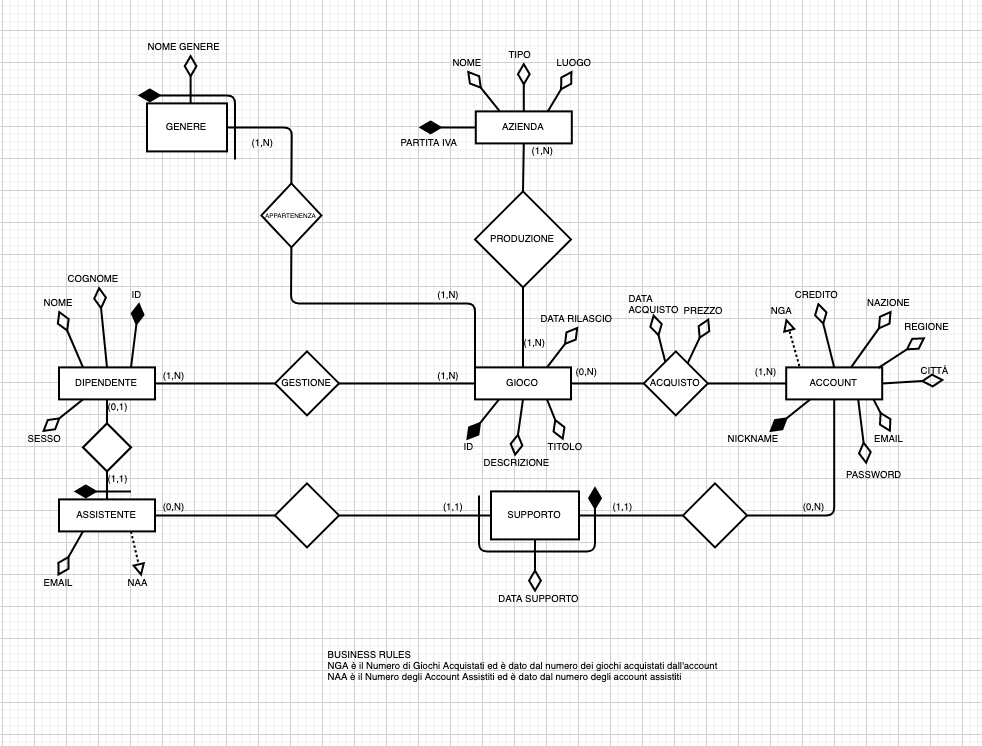 NOME GENERE
GENERE
(1,N)
APPARTENENZA
(1,N)
NOME
TIPO
LUOGO
AZIENDA
PARTITA IVA
(1,N)
PRODUZIONE
(1,N)
COGNOME
NOME
ID
DIPENDENTE
(1,N)
SESSO
(0,1)
GESTIONE
(1,N)
DATA RILASCIO
GIOCO
(0,N)
ID
DESCRIZIONE
TITOLO
DATA
ACQUISTO
PREZZO
ACQUISTO
(1,N)
NGA
CREDITO
NAZIONE
REGIONE
CITTÁ
ACCOUNT
NICKNAME
EMAIL
PASSWORD
(1,1)
ASSISTENTE
(0,N)
EMAIL
NAA
(1,1)
SUPPORTO
(1,1)
(0,N)
DATA SUPPORTO
BUSINESS RULES
NGA è il Numero di Giochi Acquistati ed è dato dal numero dei giochi acquistati dall'account
NAA è il Numero degli Account Assistiti ed è dato dal numero degli account assistiti